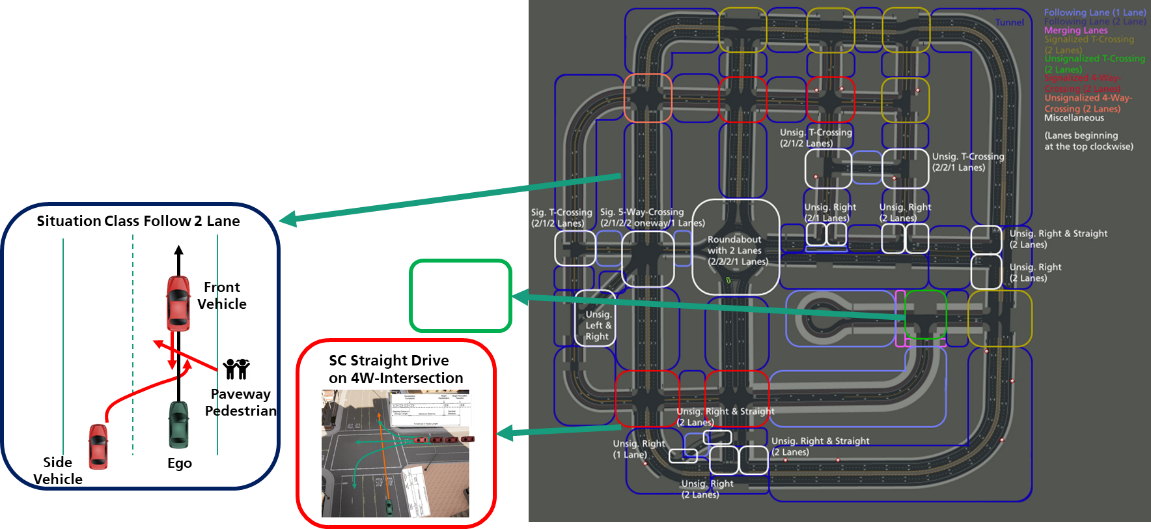 Situation Class Follow 2 Lane
Front
Vehicle
Paveway
Pedestrian
Side
Vehicle
Ego
SC Straight Drive
on 4W-Intersection
Tunnel
Following Lane (1 Lane)
Following Lane (2 Lane)
Merging Lanes
Signalized T-Crossing
(2 Lanes)
Unsignalized T-Crossing
(2 Lanes)
Signalized 4-Way-
Crossing (2 Lanes)
Unsignalized 4-Way-
Crossing (2 Lanes)
Miscellaneous
(Lanes beginning
at the top clockwise)
Unsig. T-Crossing
(2/1/2 Lanes)
Unsig. T-Crossing
(2/2/1 Lanes)
Sig. T-Crossing
(2/1/2 Lanes)
Sig. 5-Way-Crossing
(2/1/2/2 oneway/1 Lanes)
Unsig. Right
(2/1 Lanes)
Unsig. Right
(2 Lanes)
Roundabout
with 2 Lanes
(2/2/2/1 Lanes)
Unsig. Right & Straight
(2 Lanes)
Unsig. Right
(2 Lanes)
Unsig.
Left &
Right
Unsig. Right & Straight
(2 Lanes)
Unsig. Right
(1 Lane)
Unsig. Right & Straight
(2 Lanes)
Unsig. Right
(2 Lanes)